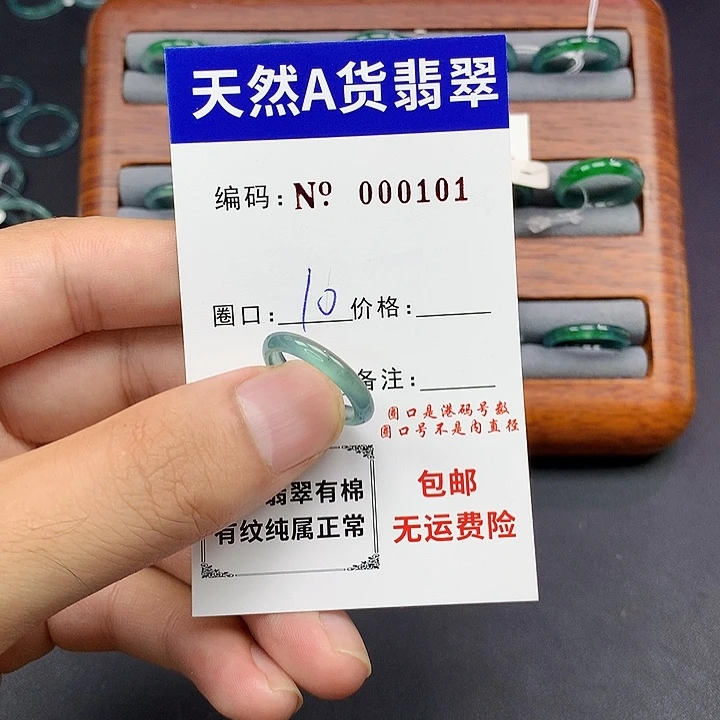 天然A货翡翠
编码: Nº 000101
圈口: 10 价格:
备注:
圈口是港码号数
圈口号不是内直径
翡翠有棉
有纹纯属正常
包邮
无运费险